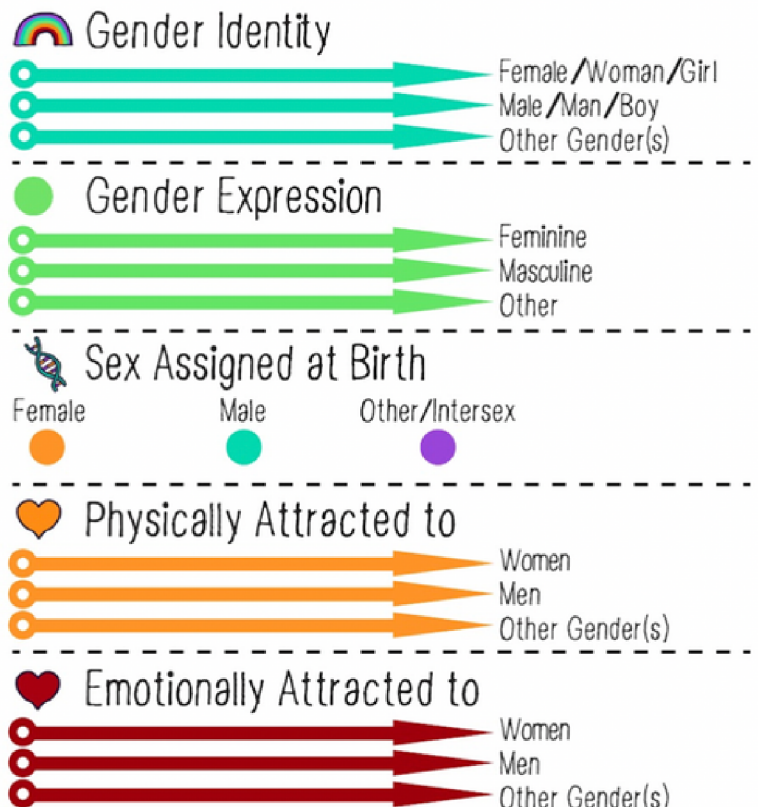 Gender Identity
Female/Woman/Girl
Male/Man/Boy
Other Gender(s)
Gender Expression
Feminine
Masculine
Other
Sex Assigned at Birth
Female Male Other/Intersex
Physically Attracted to
Women
Men
Other Gender(s)
Emotionally Attracted to
Women
Men
Other Gender(s)